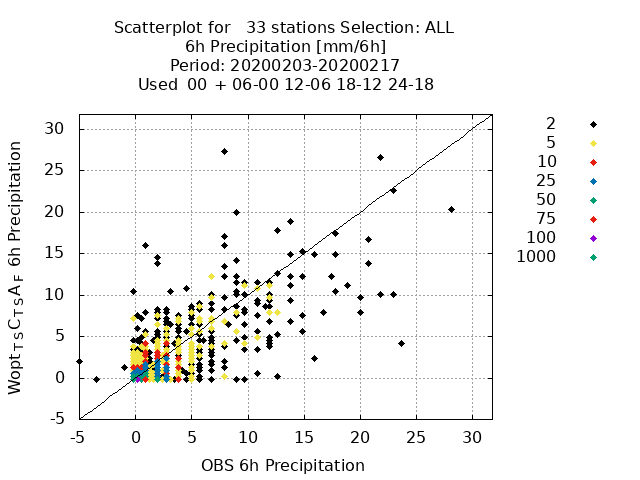 Scatterplot for 33 stations Selection: ALL
6h Precipitation [mm/6h]
Period: 20200203-20200217
Used 00 + 06-00 12-06 18-12 24-18
30
25
20
15
10
5
0
-5
-5 0 5 10 15 20 25 30
Wopt_TSC_TSA_F 6h Precipitation
OBS 6h Precipitation
2
5
10
25
50
75
100
1000